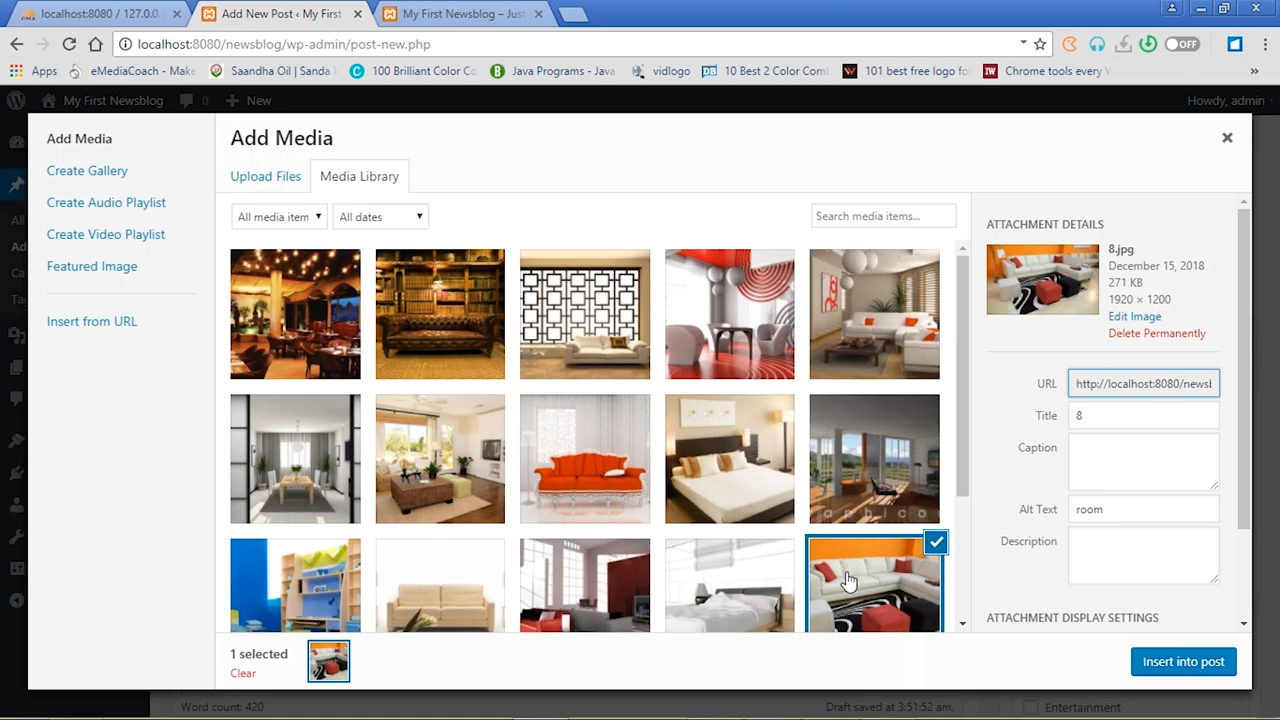 localhost:8080 / 127.0.0.
Add New Post ‹ My First
My First Newsblog – Just
localhost:8080/newsblog/wp-admin/post-new.php
OFF
Apps
eMediaCoach - Make
Saandha Oil | Sanda
100 Brilliant Color Co
Java Programs - Java
vidlogo
10 Best 2 Color Comb
101 best free logo fo
Chrome tools every W
My First Newsblog
0
New
Howdy, admin
Add Media
Create Gallery
Create Audio Playlist
Create Video Playlist
Featured Image
Insert from URL
Add Media
Upload Files
Media Library
All media item
All dates
Search media items...
ATTACHMENT DETAILS
8.jpg
December 15, 2018
271 KB
1920 × 1200
Edit Image
Delete Permanently
URL
http://localhost:8080/newsb
Title
8
Caption
Alt Text
room
Description
ATTACHMENT DISPLAY SETTINGS
1 selected
Clear
Insert into post
Word count: 420
Draft saved at 3:51:52 am.
Entertainment